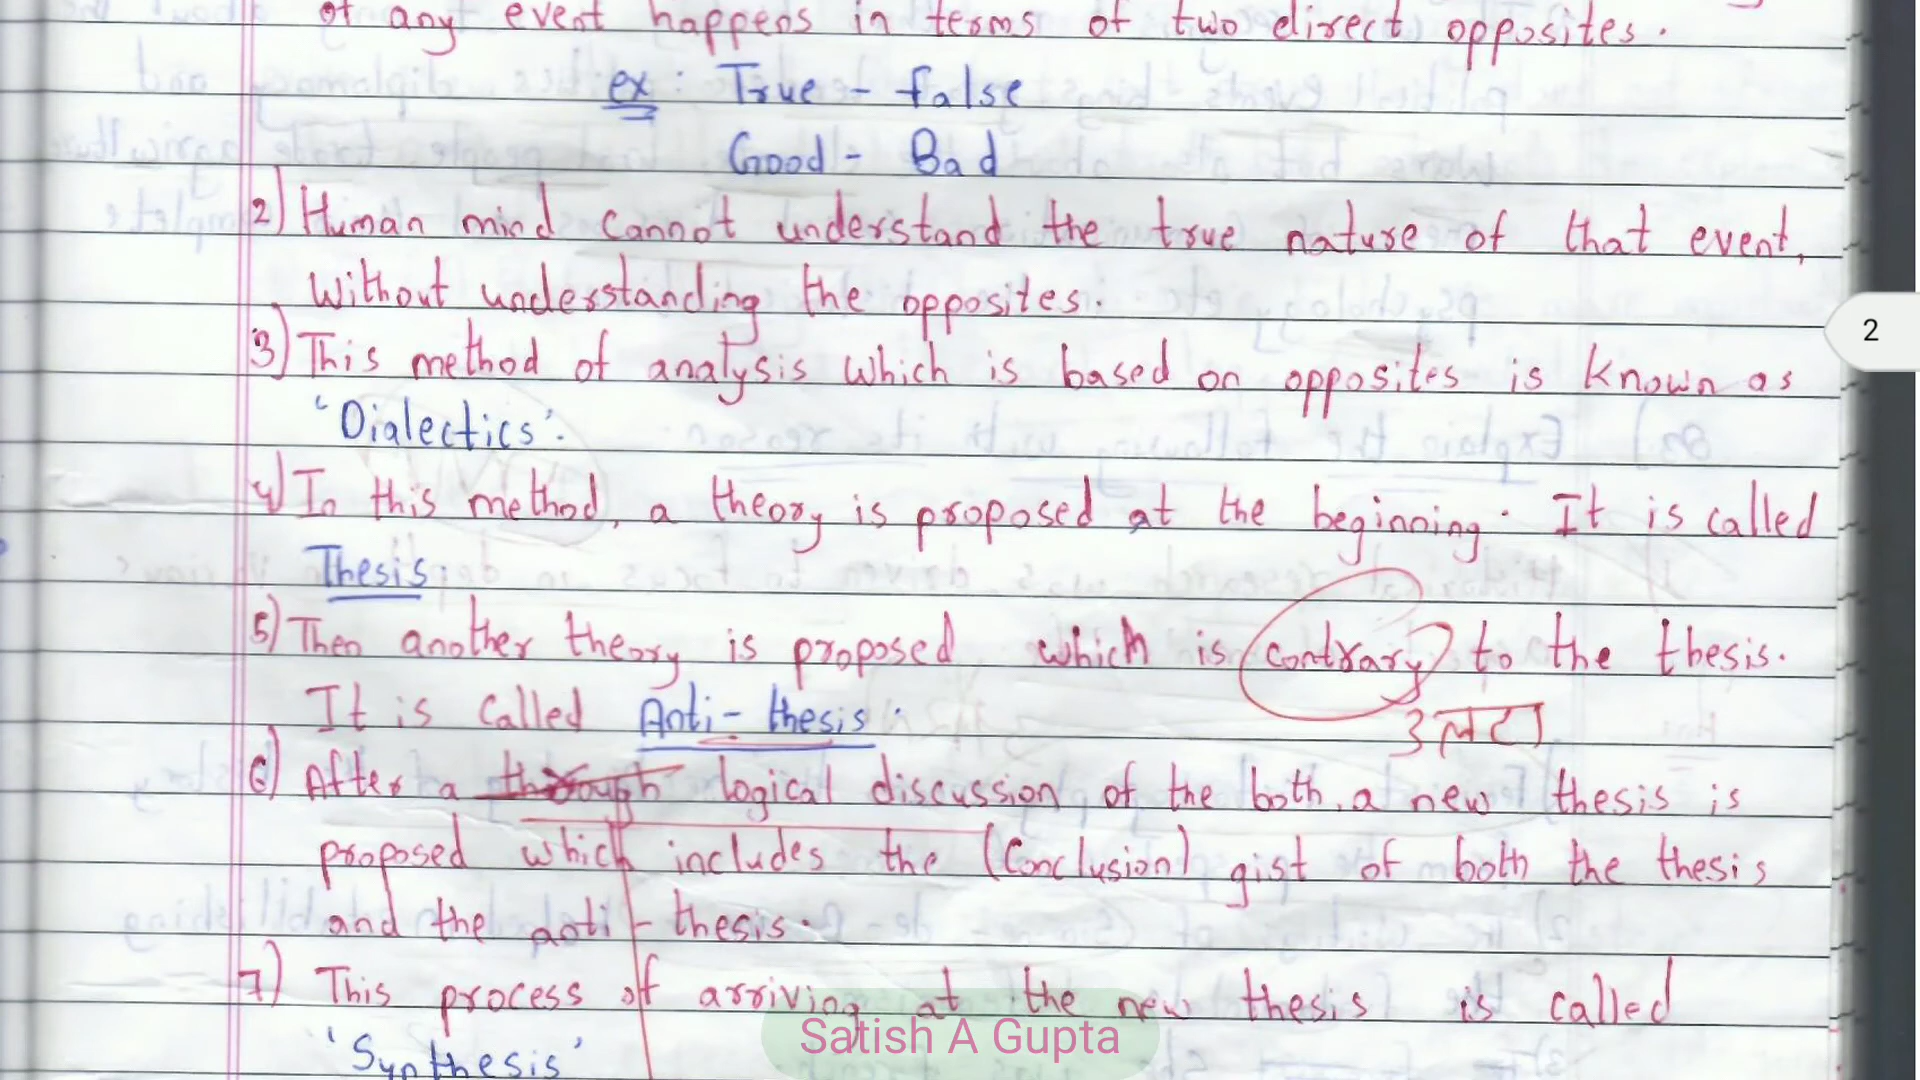 of any event happens in terms of two direct opposites.
ex : True - false
Good - Bad
2) Human mind cannot understand the true nature of that event,
without understanding the opposites.
3) This method of analysis which is based on opposites is known as
'Dialectics'.
4) In this method, a theory is proposed at the beginning. It is called
Thesis.
5) Then another theory is proposed which is contrary to the thesis.
It is called Anti-thesis.
उलटा
6) After a though logical discussion of the both, a new thesis is
proposed which includes the (Conclusion) gist of both the thesis
and the anti-thesis.
7) This process of arriving at the new thesis is called
'Synthesis'
2
Satish A Gupta